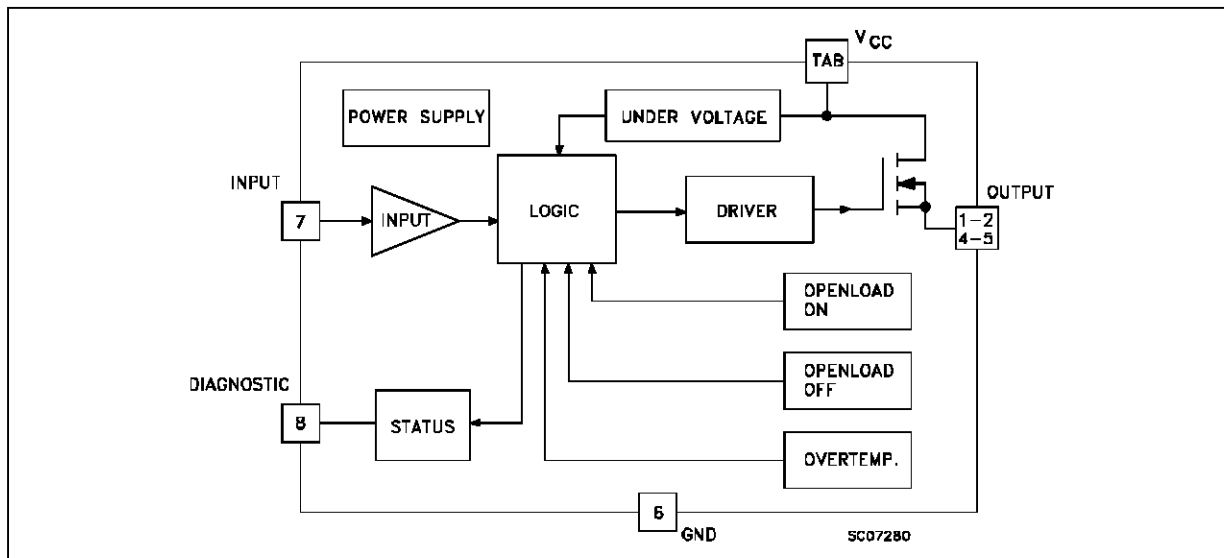 VCC
TAB
POWER SUPPLY
UNDER VOLTAGE
INPUT
7
INPUT
LOGIC
DRIVER
OUTPUT
1-2
4-5
OPENLOAD
ON
OPENLOAD
OFF
DIAGNOSTIC
8
STATUS
OVERTEMP.
6
GND
SC07280